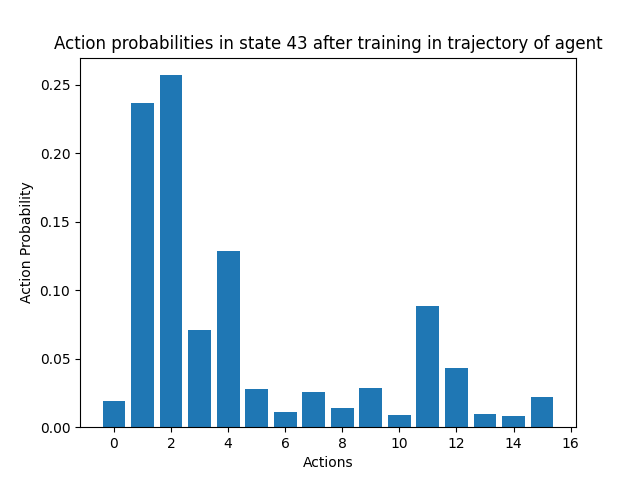 Action probabilities in state 43 after training in trajectory of agent
0.25
0.20
0.15
0.10
0.05
0.00
Action Probability
0 2 4 6 8 10 12 14 16
Actions